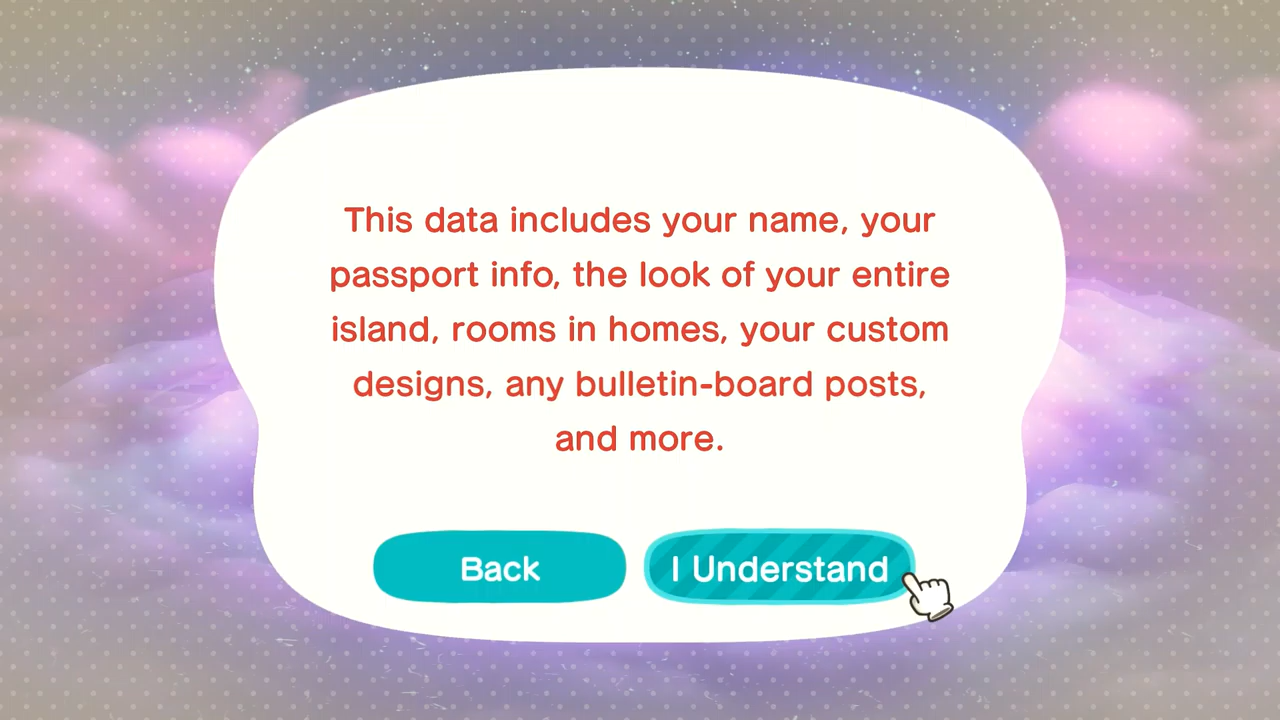 This data includes your name, your
passport info, the look of your entire
island, rooms in homes, your custom
designs, any bulletin-board posts,
and more.
Back
I Understand